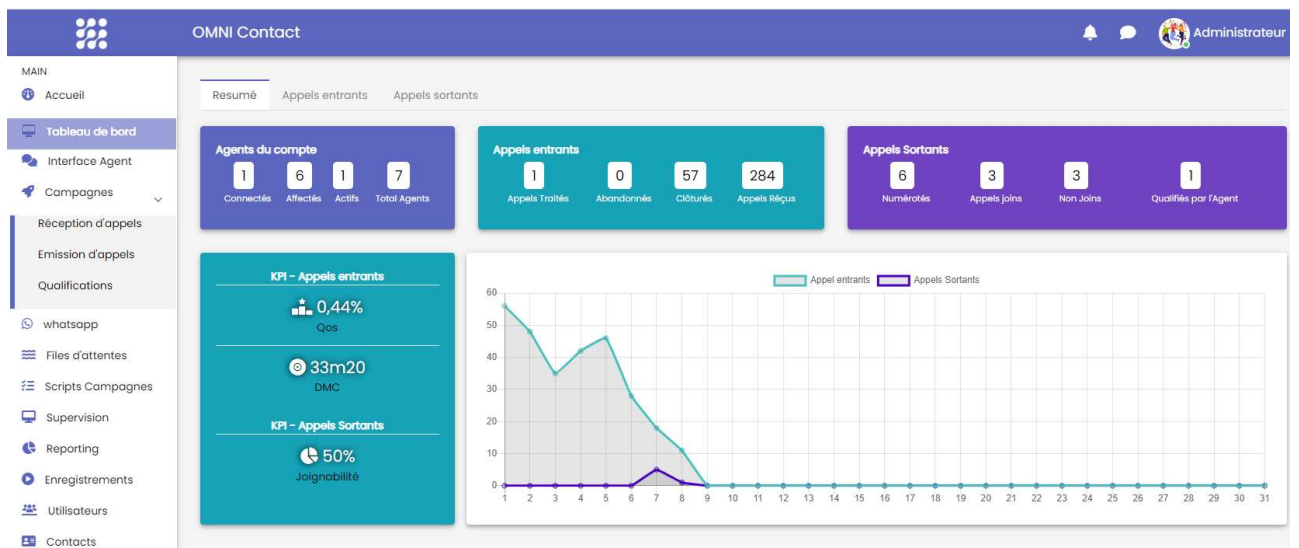 OMNI Contact
Administrateur
MAIN
Accueil
Tableau de bord
Interface Agent
Campagnes
Réception d'appels
Emission d'appels
Qualifications
whatsapp
Files d'attentes
Scripts Campagnes
Supervision
Reporting
Enregistrements
Utilisateurs
Contacts
Resumé Appels entrants Appels sortants
Agents du compte
1 6 1 7
Connectés Affectés Actifs Total Agents
Appels entrants
1 0 57 284
Appels Traités Abandonnés Clôturés Appels Réçus
Appels Sortants
6 3 3 1
Numérotés Appels joins Non Joins Qualifiés par l'Agent
KPI - Appels entrants
0,44%
Qos
33m20
DMC
KPI - Appels Sortants
50%
Joignabilité
Appel entrants Appels Sortants
60
50
40
30
20
10
0
1 2 3 4 5 6 7 8 9 10 11 12 13 14 15 16 17 18 19 20 21 22 23 24 25 26 27 28 29 30 31